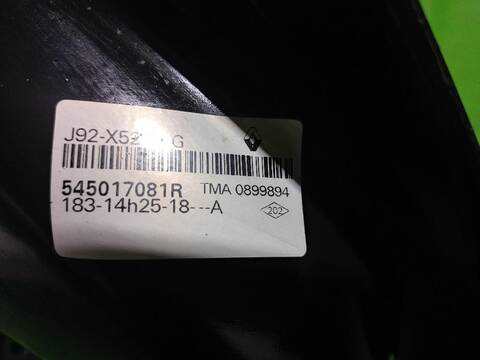 J92-X52 G
545017081R TMA 0899894
183-14h25-18---A
202